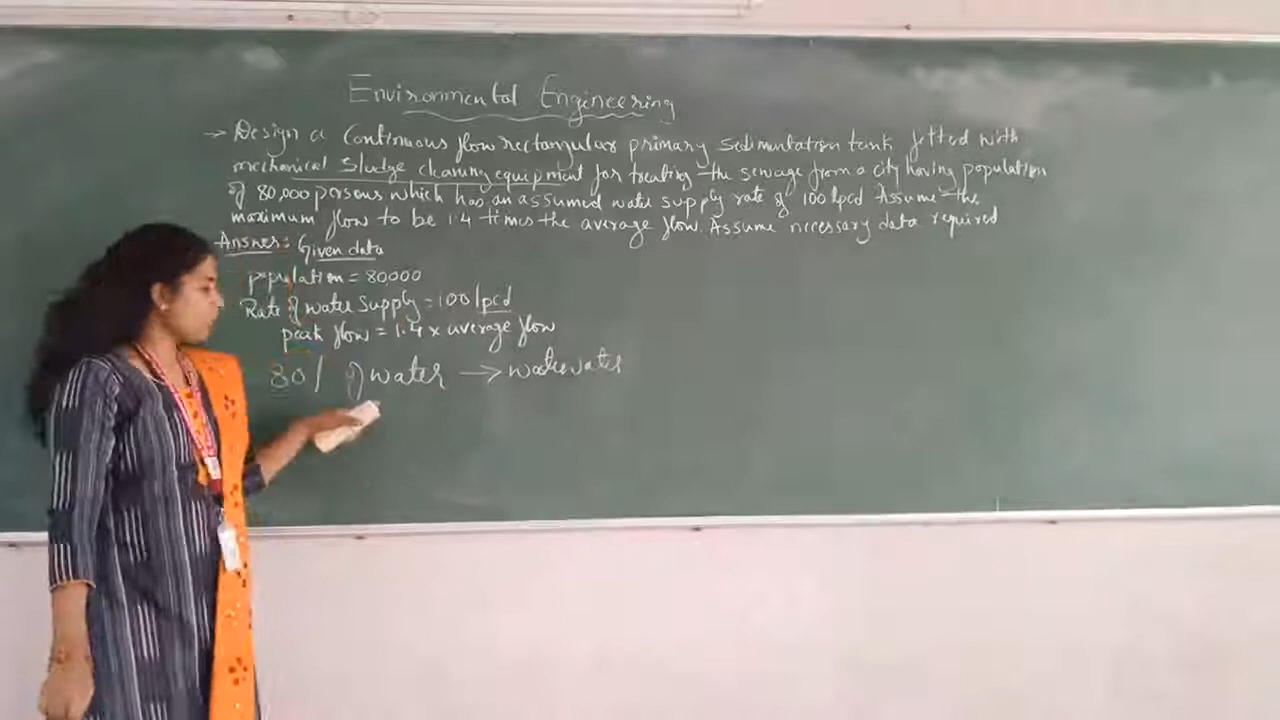 Environmental Engineering
→ Design a continuous flow rectangular primary sedimentation tank fitted with
mechanical sludge cleaning equipment for treating the sewage from a city having population
of 80,000 persons which has an assumed water supply rate of 100 lpcd Assume the
maximum flow to be 1.4 times the average flow. Assume necessary data required
Answer: Given data
population = 80000
Rate of water supply = 100 lpcd
peak flow = 1.4 x average flow
80% of water → wastewater